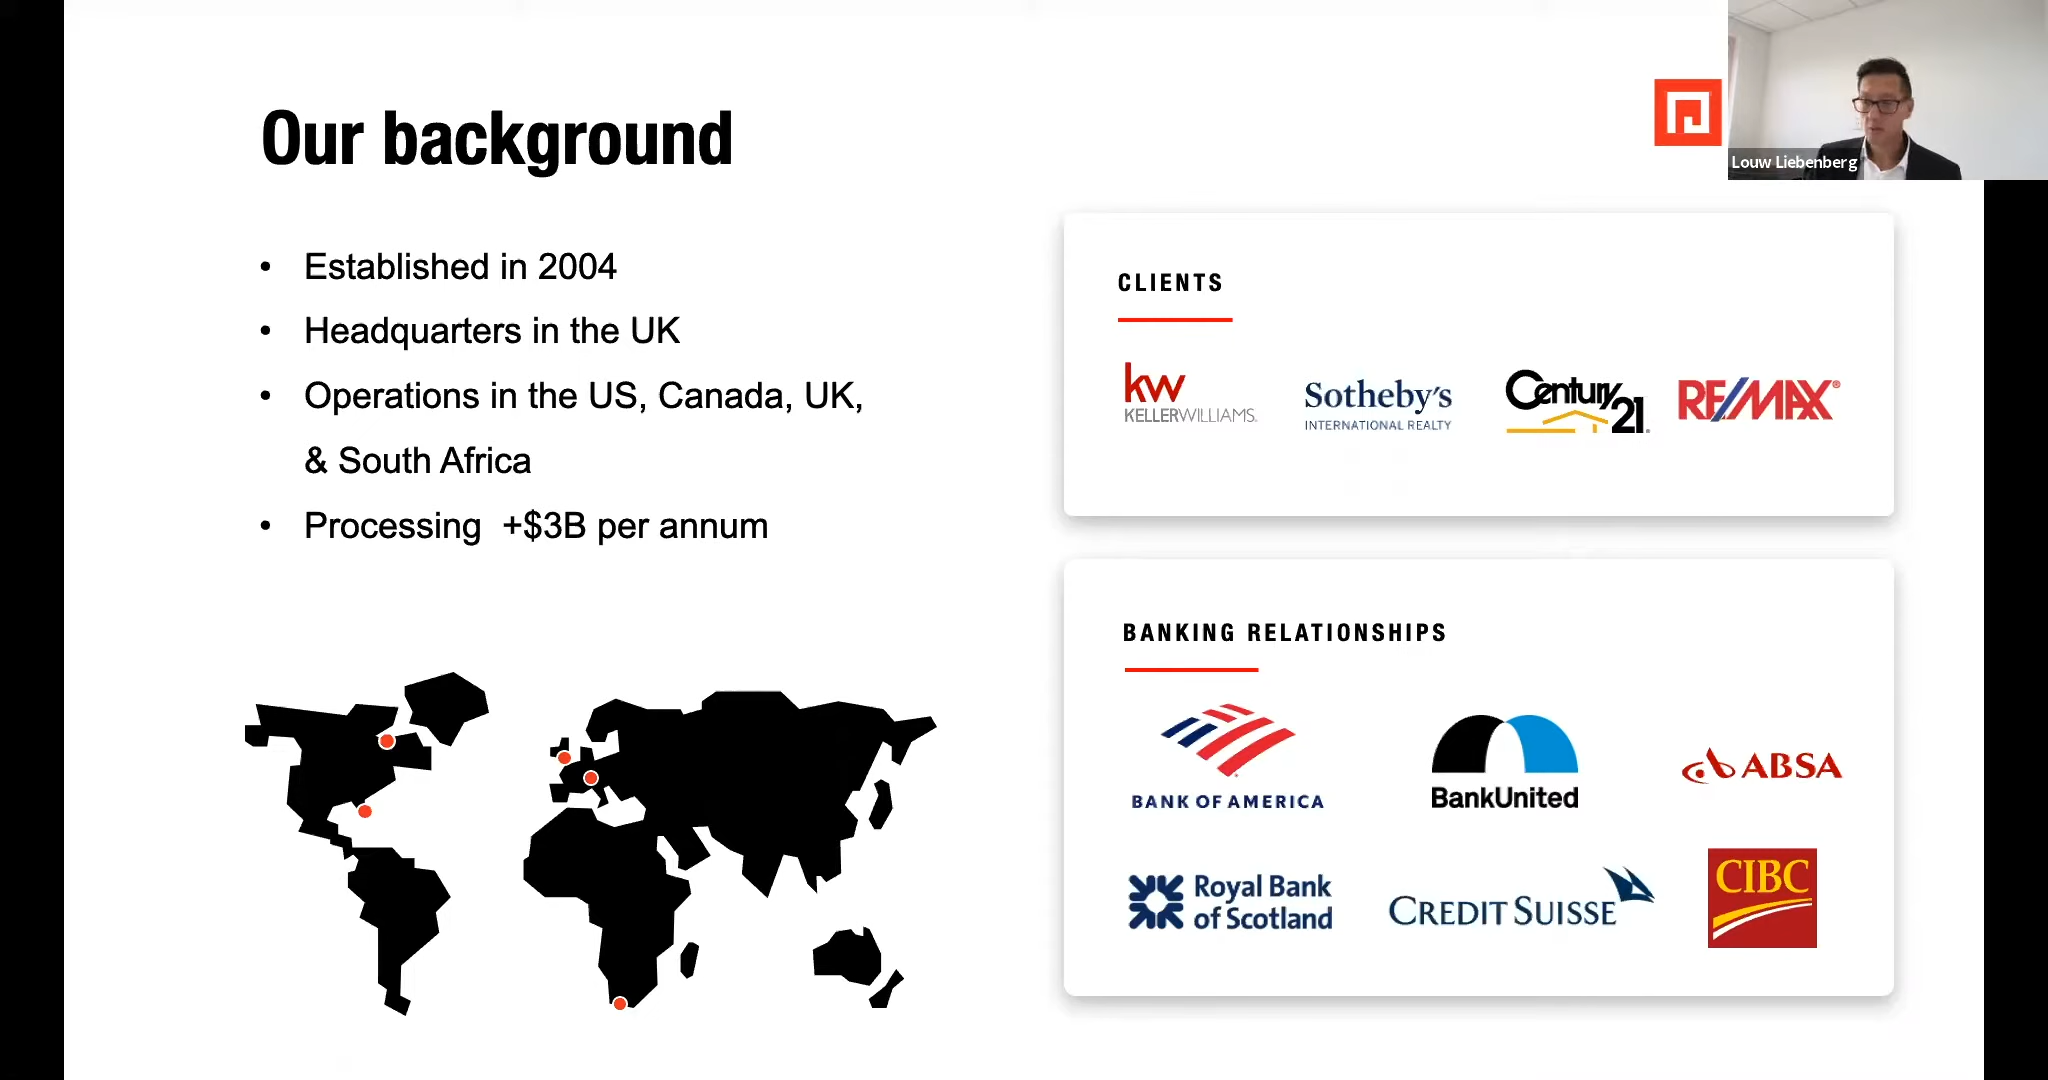 Our background
• Established in 2004
• Headquarters in the UK
• Operations in the US, Canada, UK,
& South Africa
• Processing +$3B per annum
Louw Liebenberg
CLIENTS
kw
KELLERWILLIAMS.
Sotheby's
INTERNATIONAL REALTY
Century 21
RE/MAX®
BANKING RELATIONSHIPS
BANK OF AMERICA
BankUnited
ABSA
Royal Bank
of Scotland
CREDIT SUISSE
CIBC